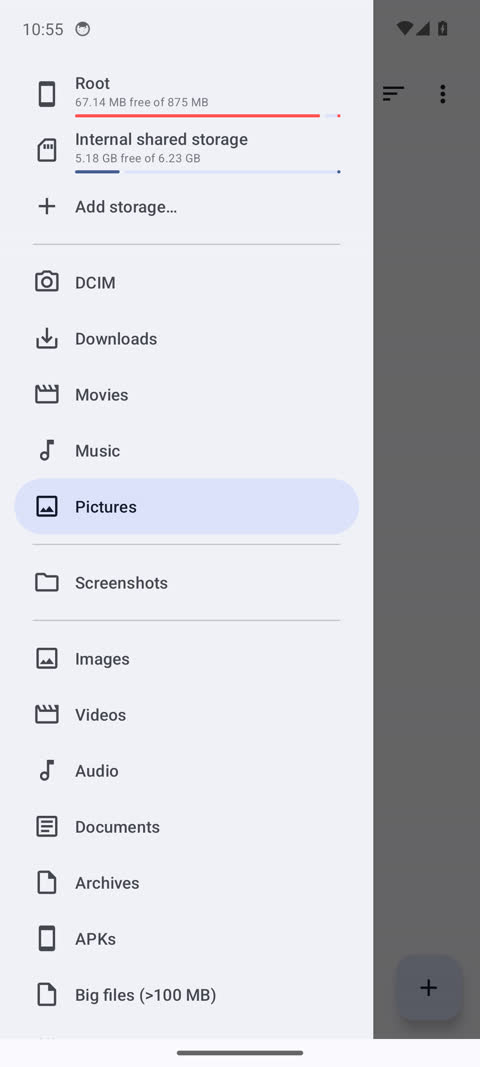 10:55
Root
67.14 MB free of 875 MB
Internal shared storage
5.18 GB free of 6.23 GB
Add storage…
DCIM
Downloads
Movies
Music
Pictures
Screenshots
Images
Videos
Audio
Documents
Archives
APKs
Big files (>100 MB)